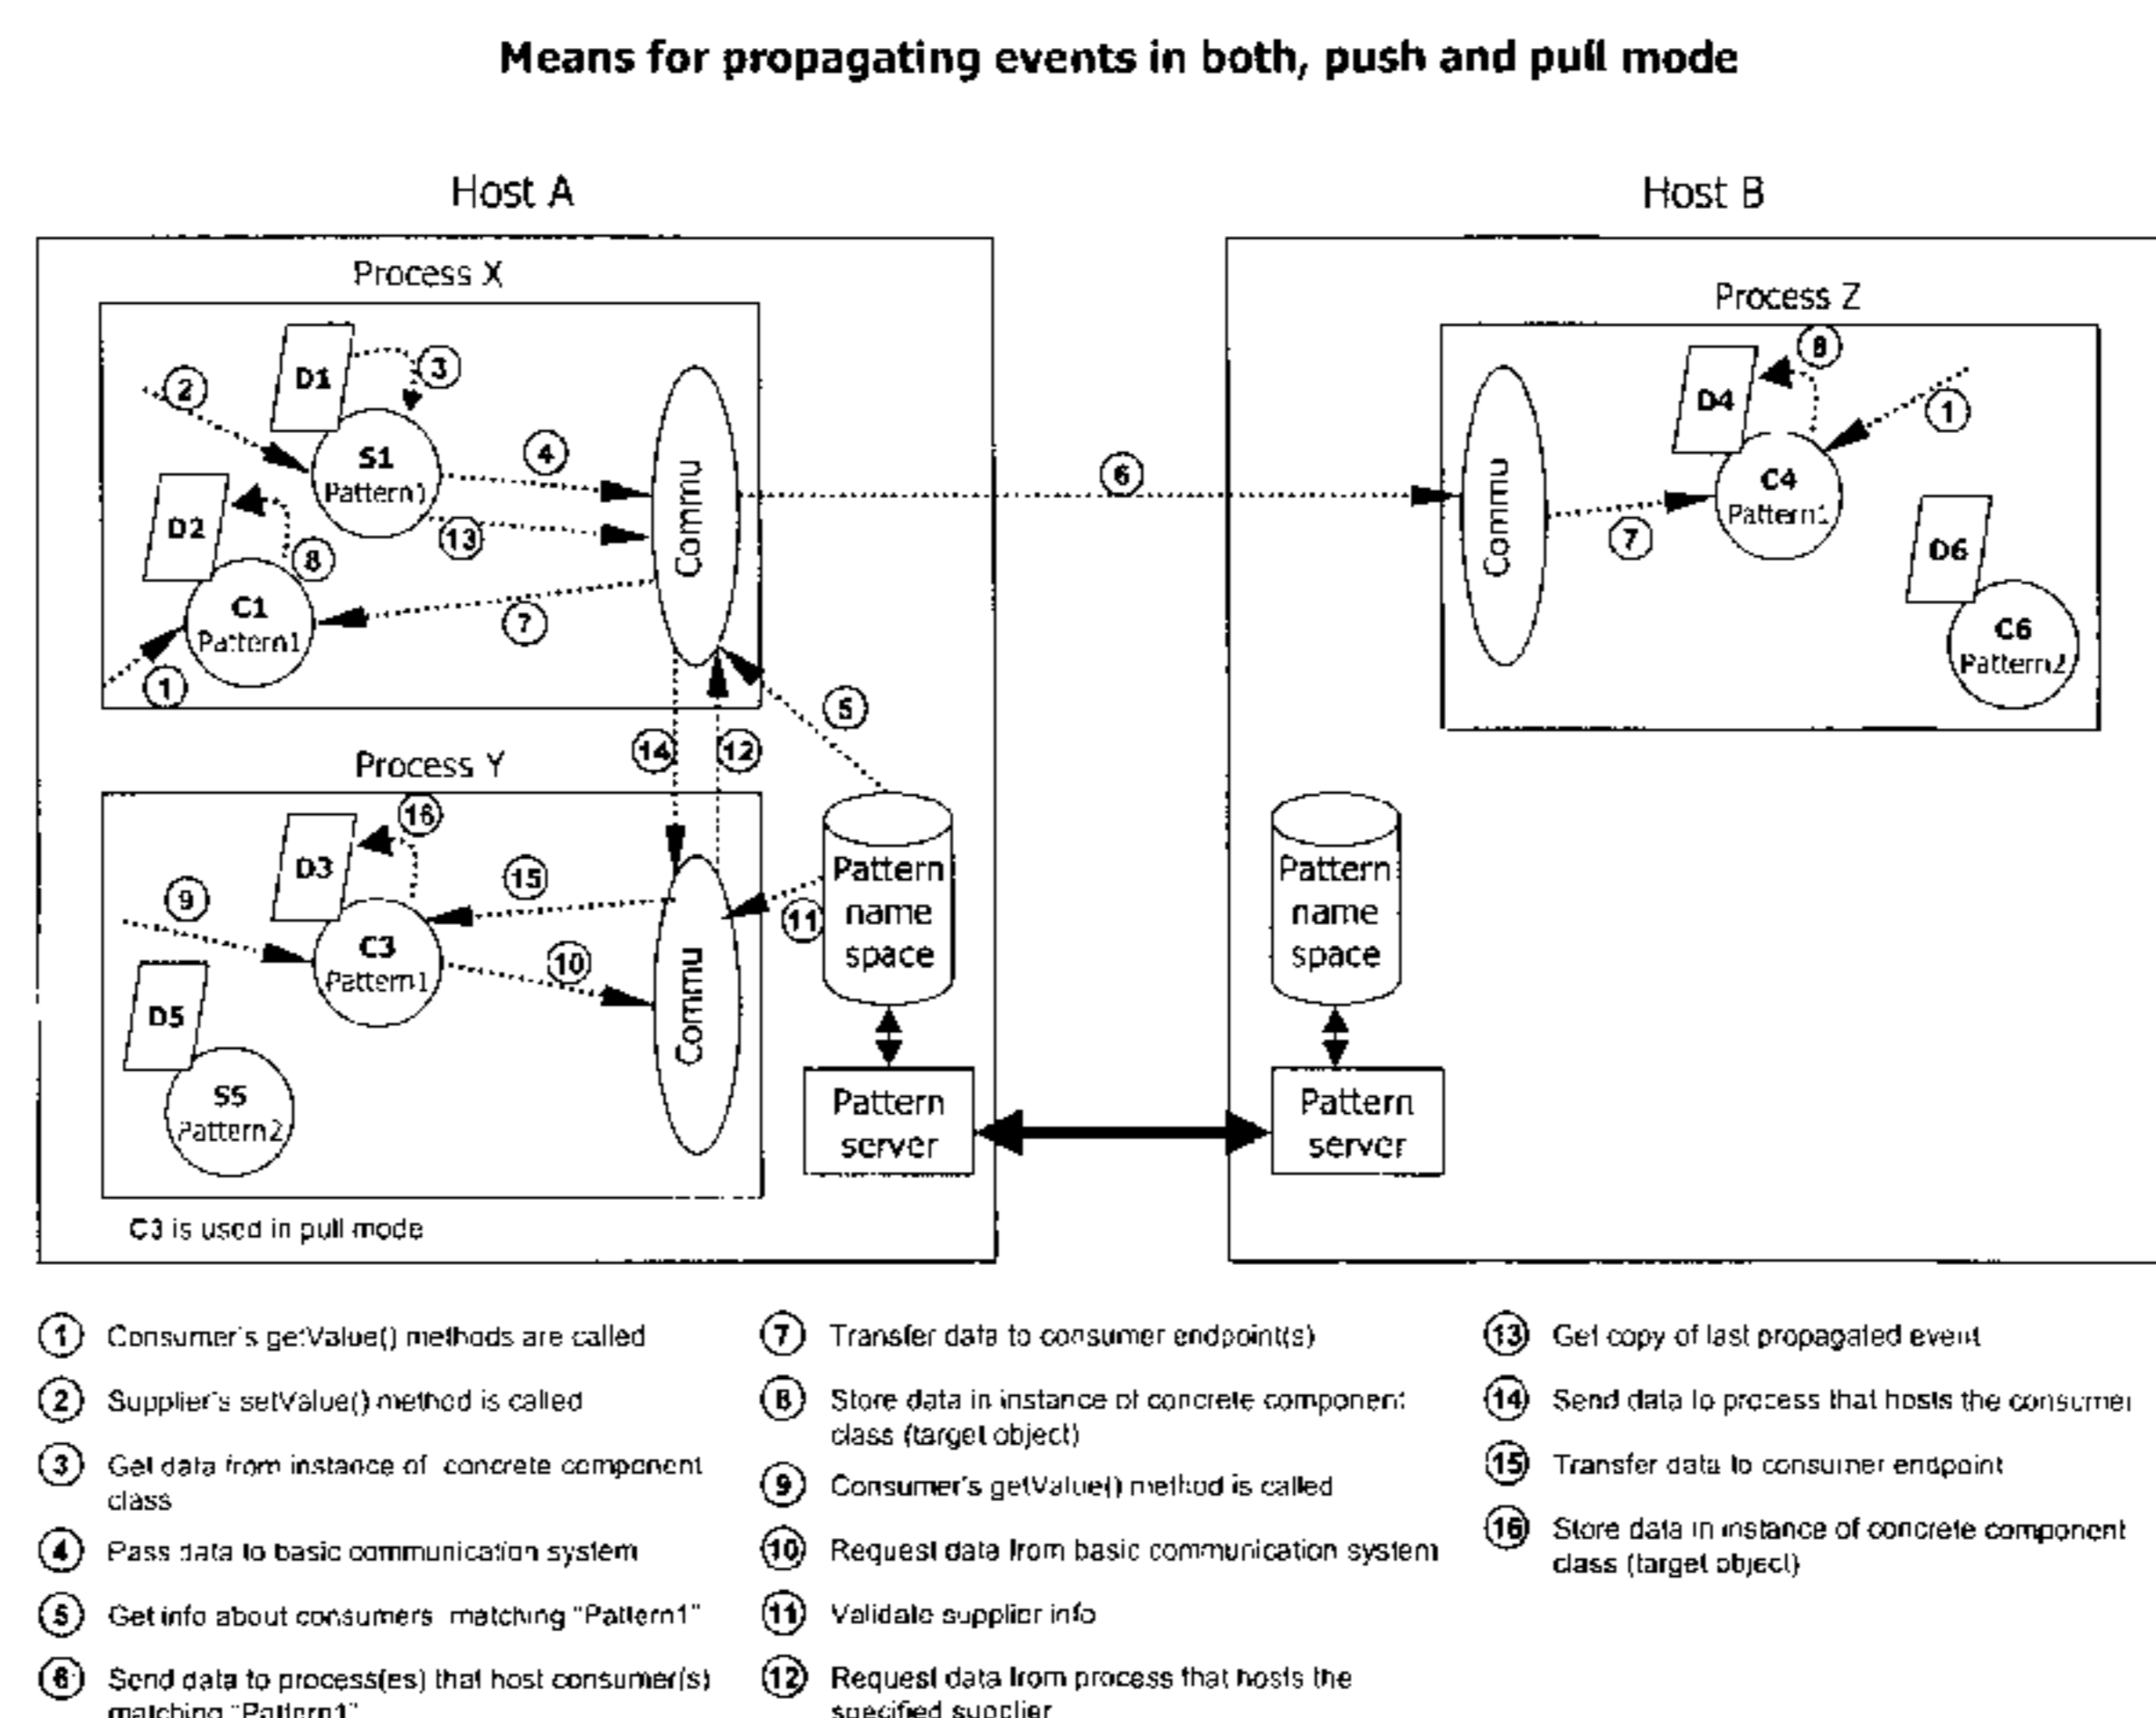 Means for propagating events in both, push and pull mode
Host A
Host B
Process X
Process Z
D1
3
2
S1
Pattern1
4
Commu
13
D2
8
C1
Pattern1
7
1
6
Commu
7
D4
8
1
C4
Pattern1
D6
C6
Pattern2
5
14
12
Process Y
D3
16
9
15
C3
Pattern1
10
11
Commu
D5
S5
Pattern2
Pattern
name
space
Pattern
name
space
Pattern
server
Pattern
server
C3 is used in pull mode
1 Consumer's getValue() methods are called
2 Supplier's setValue() method is called
3 Get data from instance of concrete component
class
4 Pass data to basic communication system
5 Get info about consumers matching "Pattern1"
6 Send data to process(es) that host consumer(s)
matching "Pattern1"
7 Transfer data to consumer endpoint(s)
8 Store data in instance of concrete component
class (target object)
9 Consumer's getValue() method is called
10 Request data from basic communication system
11 Validate supplier info
12 Request data from process that hosts the
specified supplier
13 Get copy of last propagated event
14 Send data to process that hosts the consumer
15 Transfer data to consumer endpoint
16 Store data in instance of concrete component
class (target object)